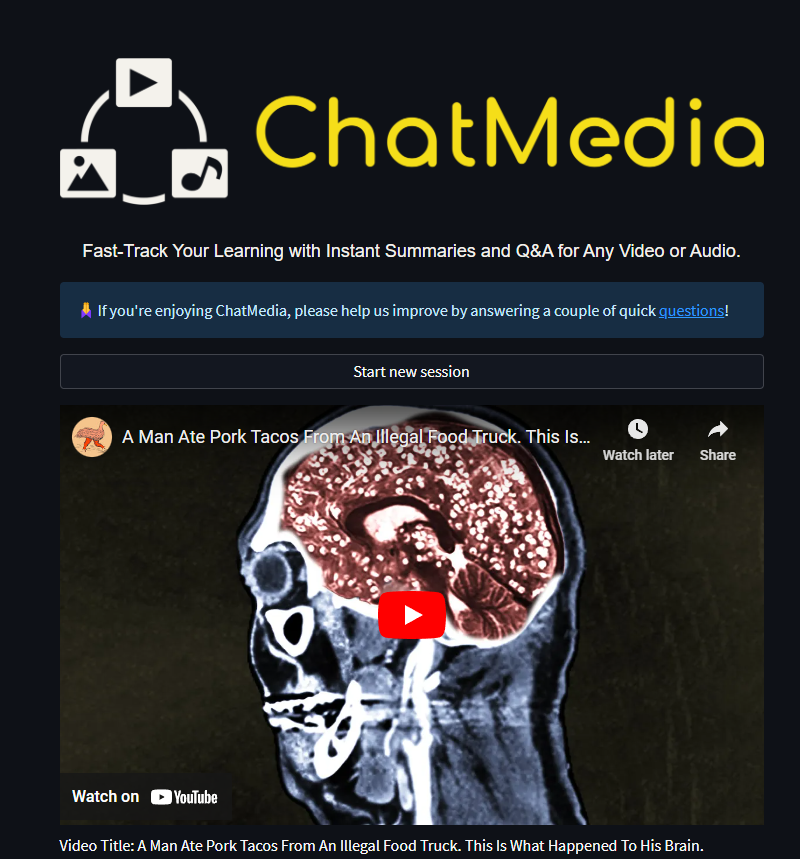 ChatMedia
Fast-Track Your Learning with Instant Summaries and Q&A for Any Video or Audio.
If you're enjoying ChatMedia, please help us improve by answering a couple of quick questions!
Start new session
A Man Ate Pork Tacos From An Illegal Food Truck. This Is...
Watch later
Share
Watch on YouTube
Video Title: A Man Ate Pork Tacos From An Illegal Food Truck. This Is What Happened To His Brain.